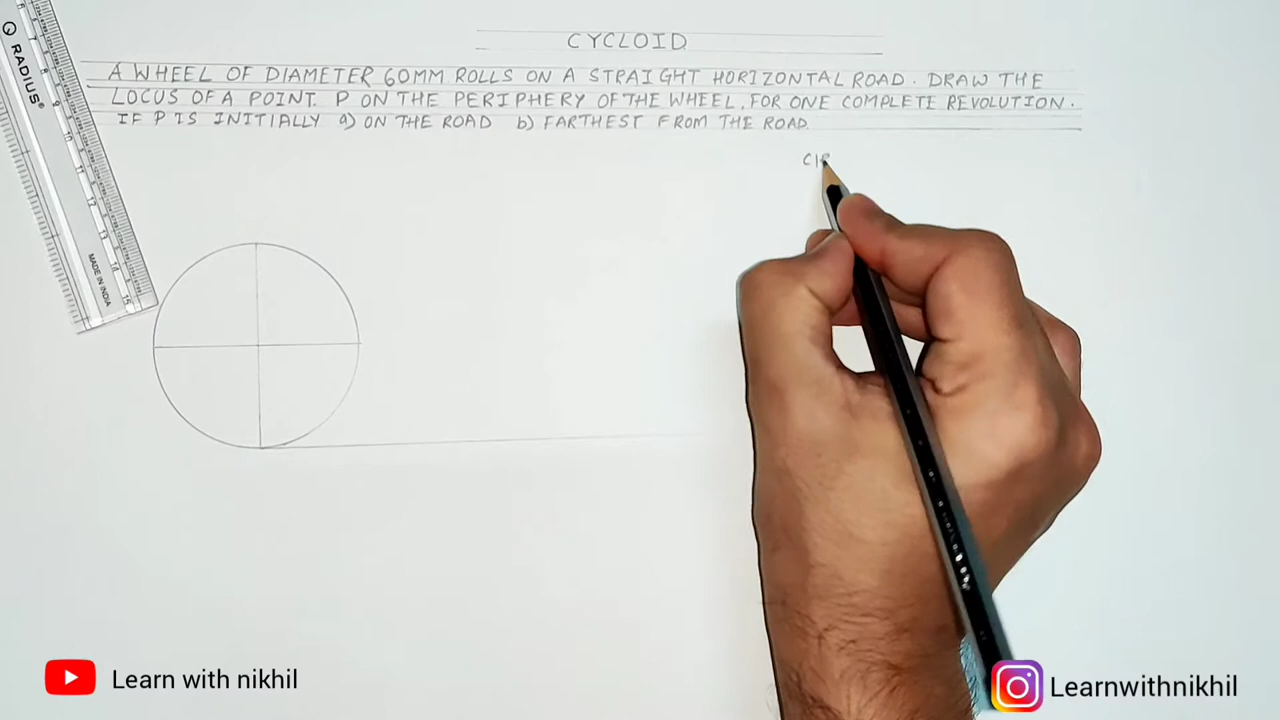 CYCLOID
A WHEEL OF DIAMETER 60MM ROLLS ON A STRAIGHT HORIZONTAL ROAD. DRAW THE
LOCUS OF A POINT P ON THE PERIPHERY OF THE WHEEL, FOR ONE COMPLETE REVOLUTION.
IF P IS INITIALLY a) ON THE ROAD b) FARTHEST FROM THE ROAD.
CIR
RADIUS
MADE IN INDIA
Learn with nikhil
Learnwithnikhil